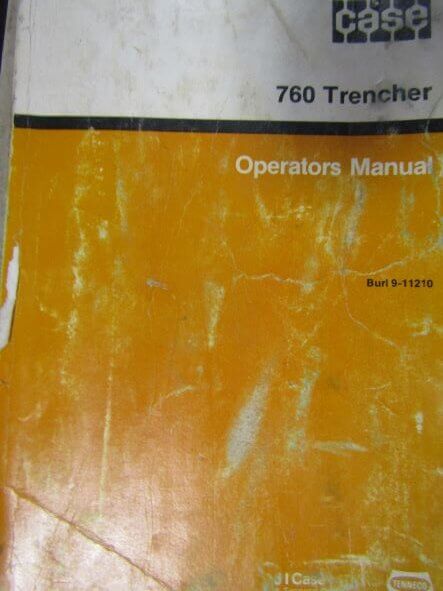 case
760 Trencher
Operators Manual
Burl 9-11210
J I Case
TENNECO